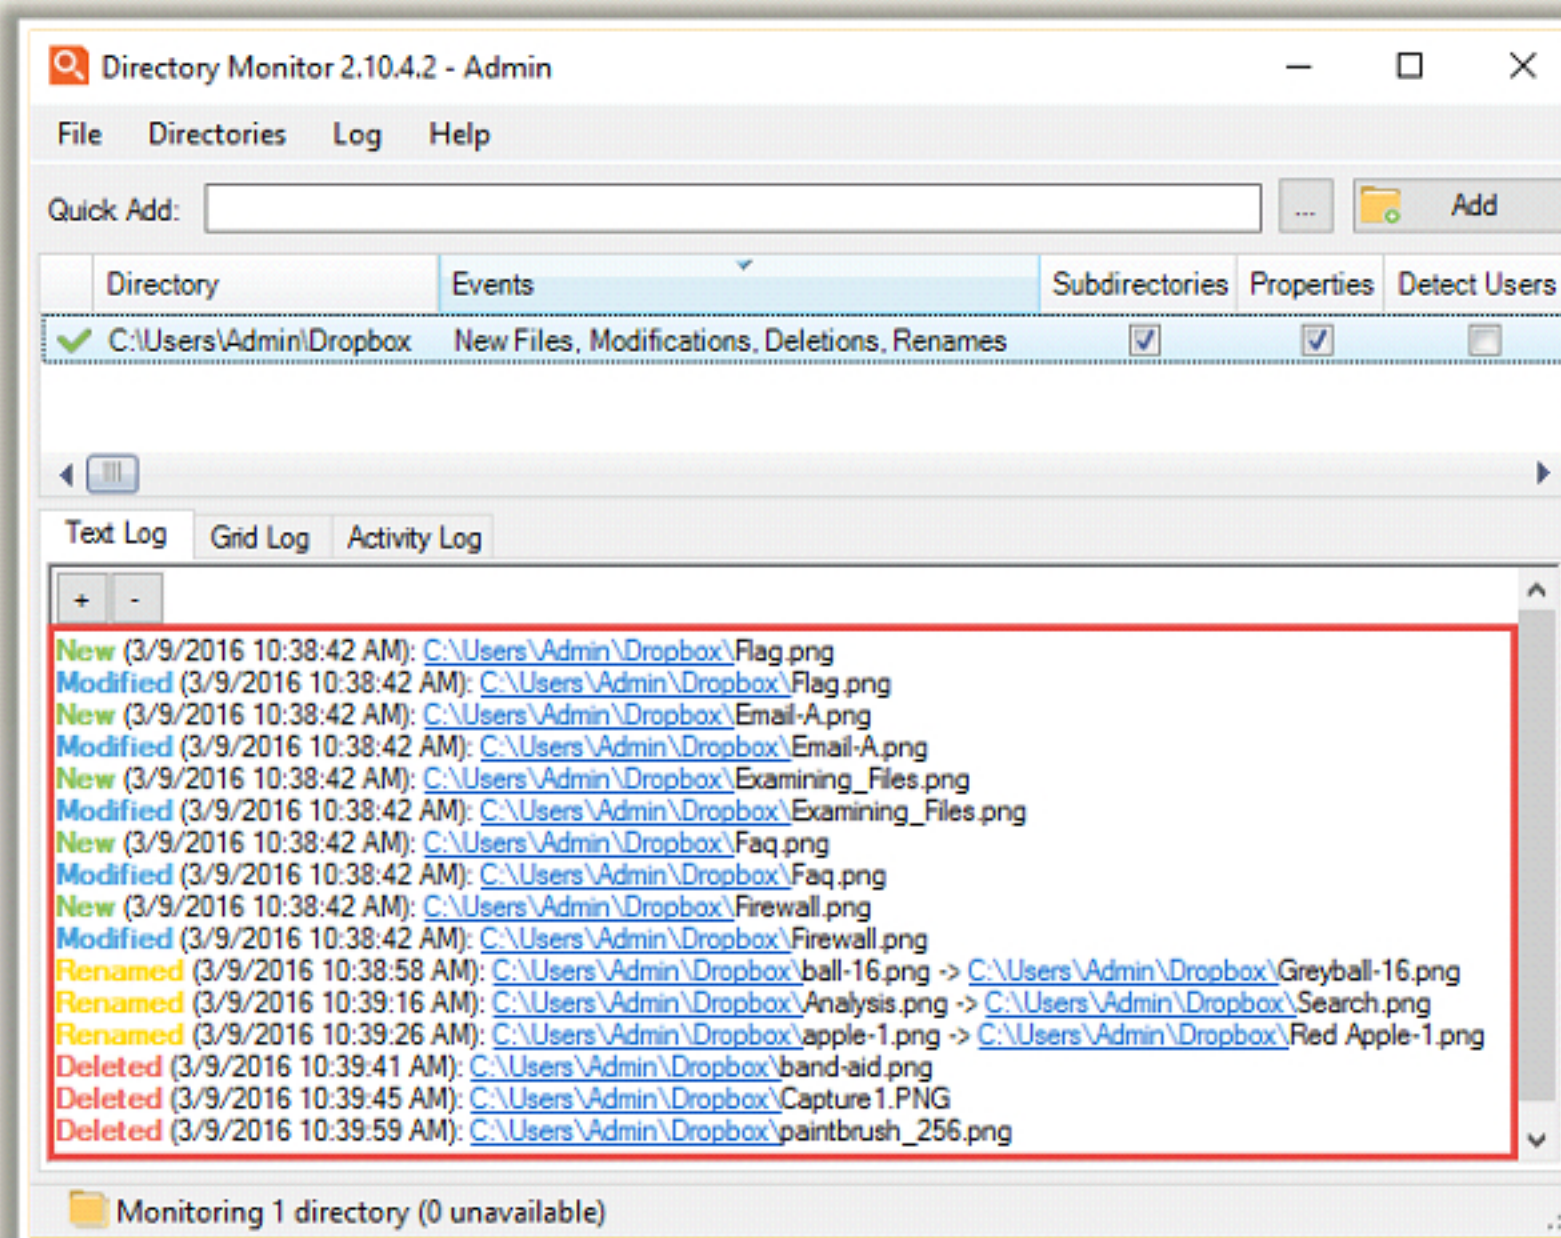 Directory Monitor 2.10.4.2 - Admin
File Directories Log Help
Quick Add: ... Add
Directory Events Subdirectories Properties Detect Users
C:\Users\Admin\Dropbox New Files, Modifications, Deletions, Renames
Text Log Grid Log Activity Log
+ -
New (3/9/2016 10:38:42 AM): C:\Users\Admin\Dropbox\Flag.png
Modified (3/9/2016 10:38:42 AM): C:\Users\Admin\Dropbox\Flag.png
New (3/9/2016 10:38:42 AM): C:\Users\Admin\Dropbox\Email-A.png
Modified (3/9/2016 10:38:42 AM): C:\Users\Admin\Dropbox\Email-A.png
New (3/9/2016 10:38:42 AM): C:\Users\Admin\Dropbox\Examining_Files.png
Modified (3/9/2016 10:38:42 AM): C:\Users\Admin\Dropbox\Examining_Files.png
New (3/9/2016 10:38:42 AM): C:\Users\Admin\Dropbox\Faq.png
Modified (3/9/2016 10:38:42 AM): C:\Users\Admin\Dropbox\Faq.png
New (3/9/2016 10:38:42 AM): C:\Users\Admin\Dropbox\Firewall.png
Modified (3/9/2016 10:38:42 AM): C:\Users\Admin\Dropbox\Firewall.png
Renamed (3/9/2016 10:38:58 AM): C:\Users\Admin\Dropbox\ball-16.png -> C:\Users\Admin\Dropbox\Greyball-16.png
Renamed (3/9/2016 10:39:16 AM): C:\Users\Admin\Dropbox\Analysis.png -> C:\Users\Admin\Dropbox\Search.png
Renamed (3/9/2016 10:39:26 AM): C:\Users\Admin\Dropbox\apple-1.png -> C:\Users\Admin\Dropbox\Red Apple-1.png
Deleted (3/9/2016 10:39:41 AM): C:\Users\Admin\Dropbox\band-aid.png
Deleted (3/9/2016 10:39:45 AM): C:\Users\Admin\Dropbox\Capture1.PNG
Deleted (3/9/2016 10:39:59 AM): C:\Users\Admin\Dropbox\paintbrush_256.png
Monitoring 1 directory (0 unavailable)